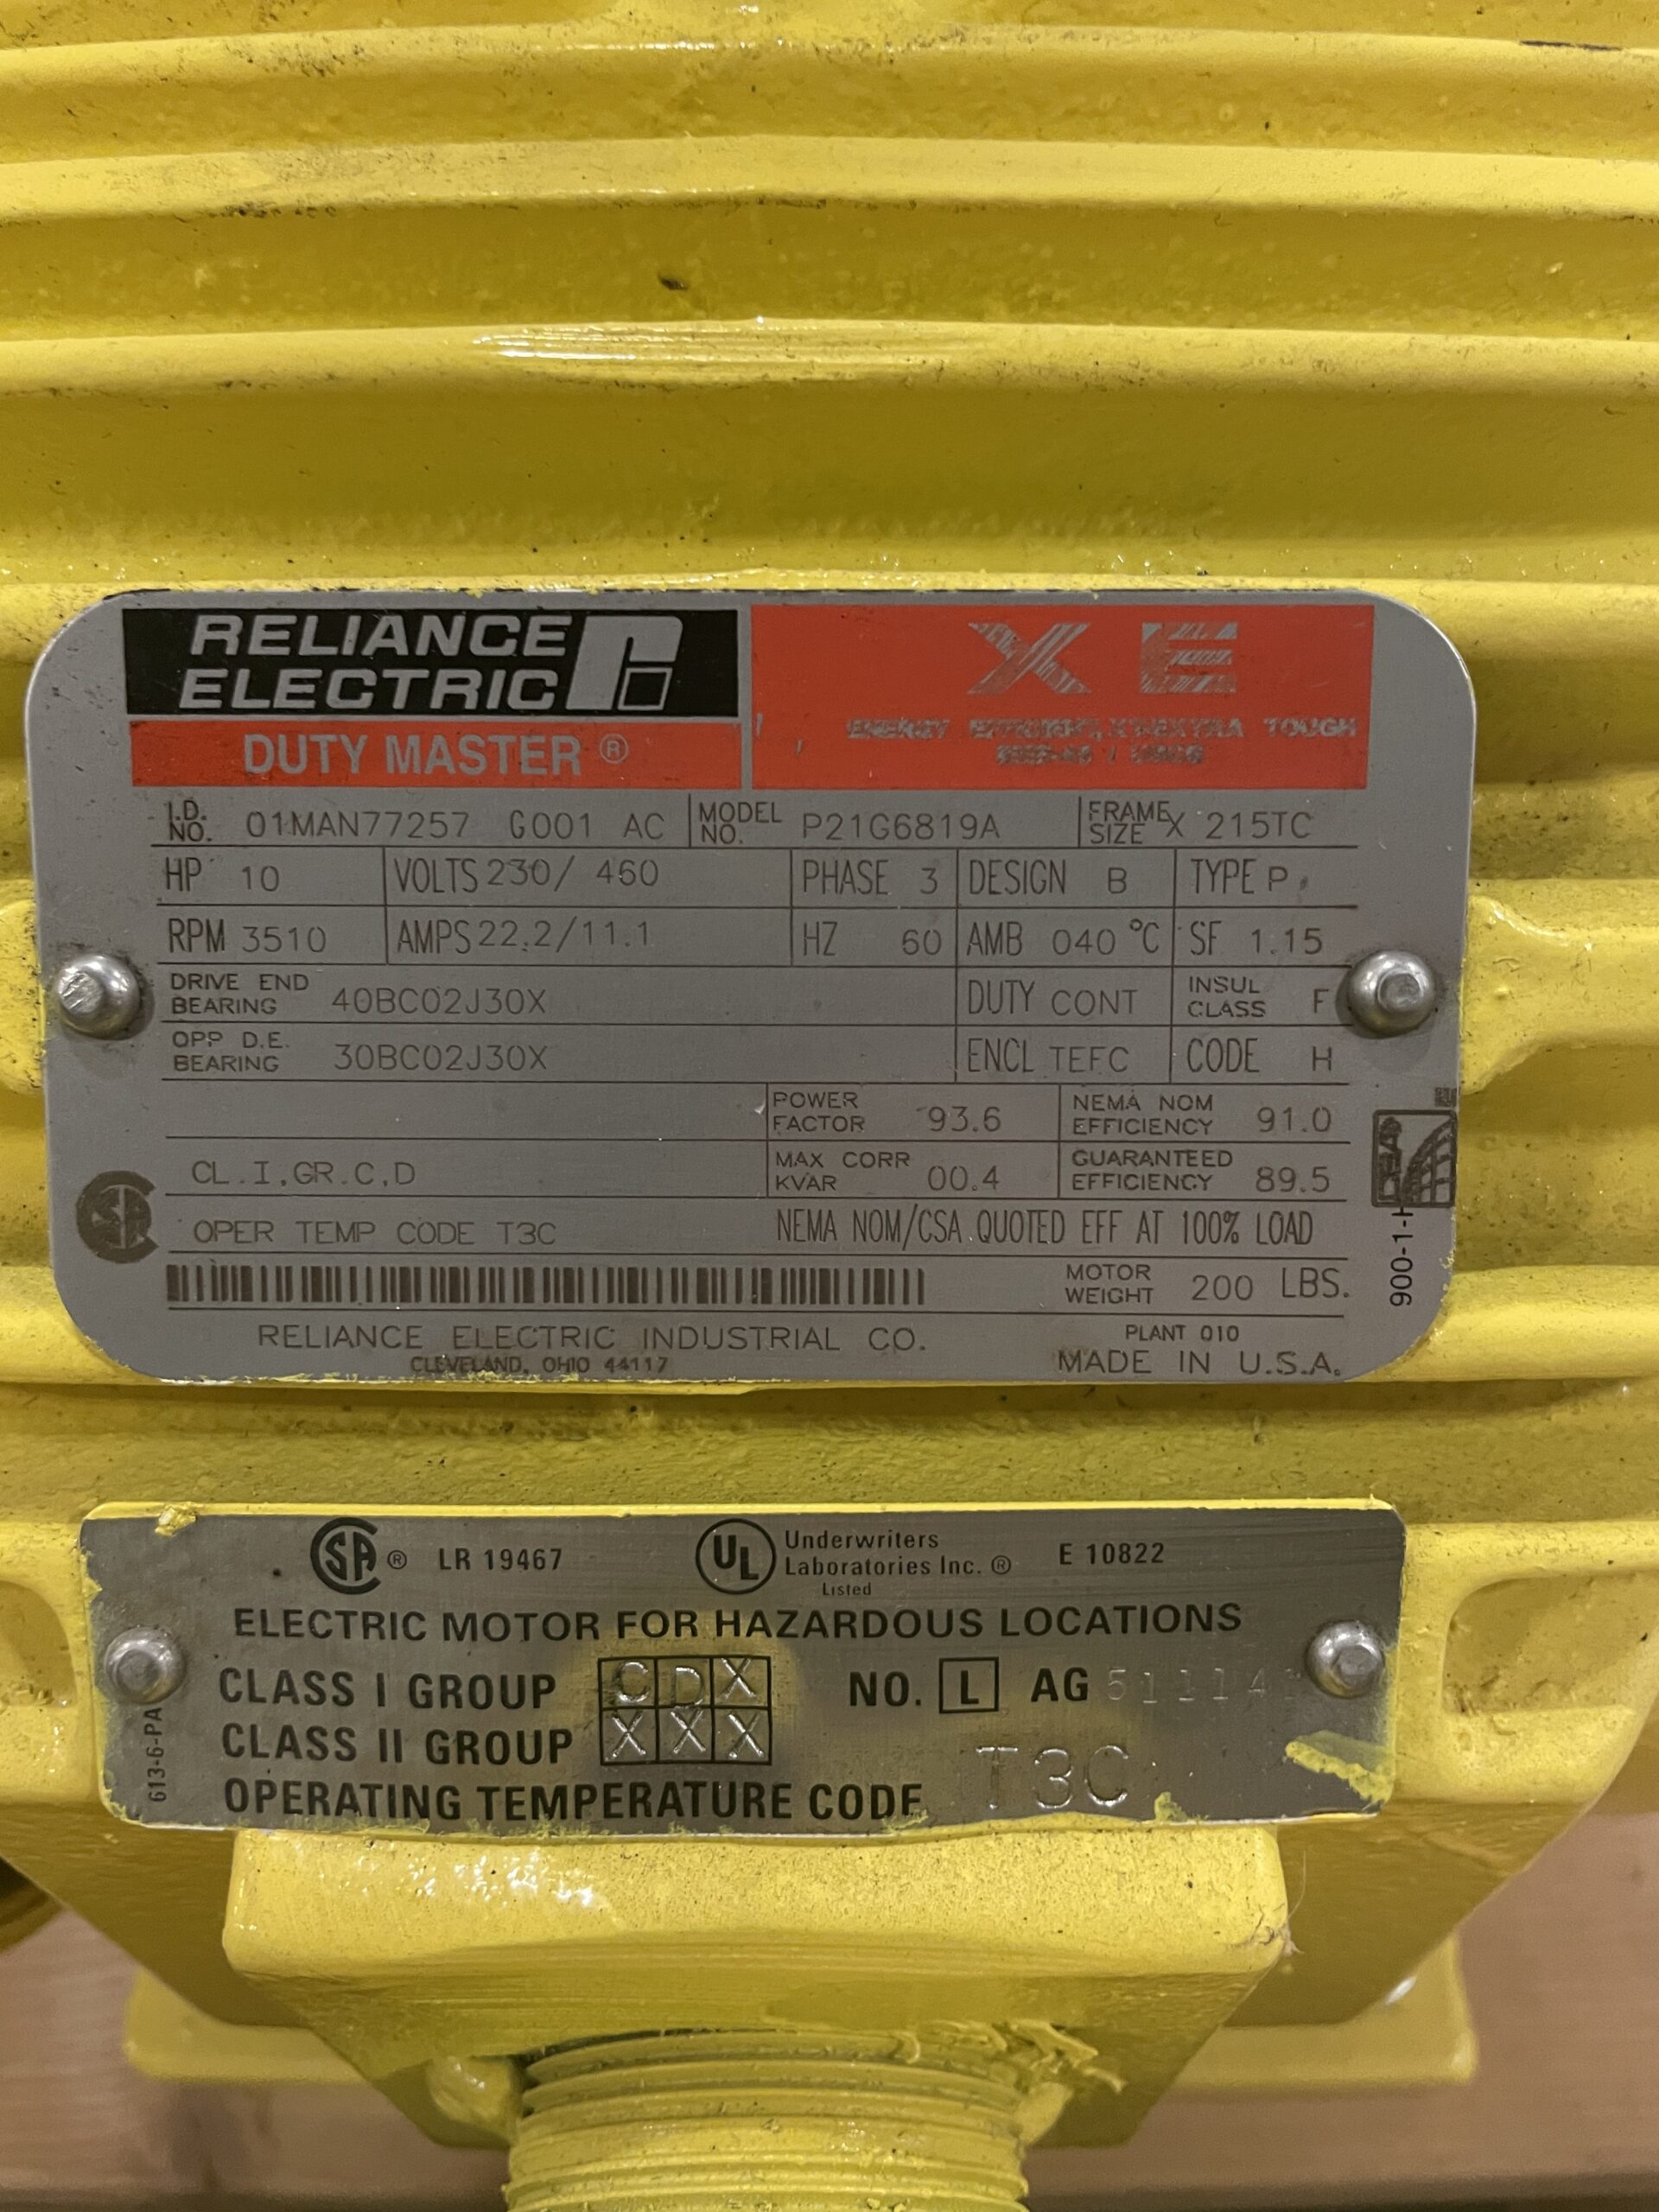 RELIANCE
ELECTRIC
DUTY MASTER ®
X E
ENERGY EFFICIENT, TOUGH
I.D. NO. 01MAN77257 G001 AC MODEL NO. P21G6819A FRAME SIZE X 215TC
HP 10 VOLTS 230/ 460 PHASE 3 DESIGN B TYPE P
RPM 3510 AMPS 22.2/11.1 HZ 60 AMB 040 °C SF 1.15
DRIVE END BEARING 40BC02J30X DUTY CONT INSUL CLASS F
OPP D.E. BEARING 30BC02J30X ENCL TEFC CODE H
POWER FACTOR 93.6 NEMA NOM EFFICIENCY 91.0
CL.I,GR.C,D MAX CORR KVAR 00.4 GUARANTEED EFFICIENCY 89.5
OPER TEMP CODE T3C NEMA NOM/CSA QUOTED EFF AT 100% LOAD
MOTOR WEIGHT 200 LBS.
RELIANCE ELECTRIC INDUSTRIAL CO. PLANT 010
CLEVELAND, OHIO 44117 MADE IN U.S.A.
900-1-
SA ® LR 19467 UL Underwriters Laboratories Inc. ® Listed E 10822
ELECTRIC MOTOR FOR HAZARDOUS LOCATIONS
CLASS I GROUP C D X NO. L AG
CLASS II GROUP X X X
OPERATING TEMPERATURE CODE T3C
613-6-PA